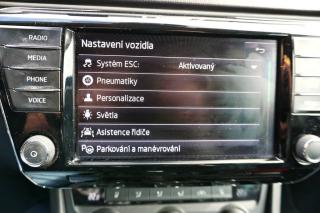 RADIO
MEDIA
PHONE
VOICE
Nastavení vozidla
Systém ESC: Aktivovaný
Pneumatiky
Personalizace
Světla
Asistence řidiče
Parkování a manévrování